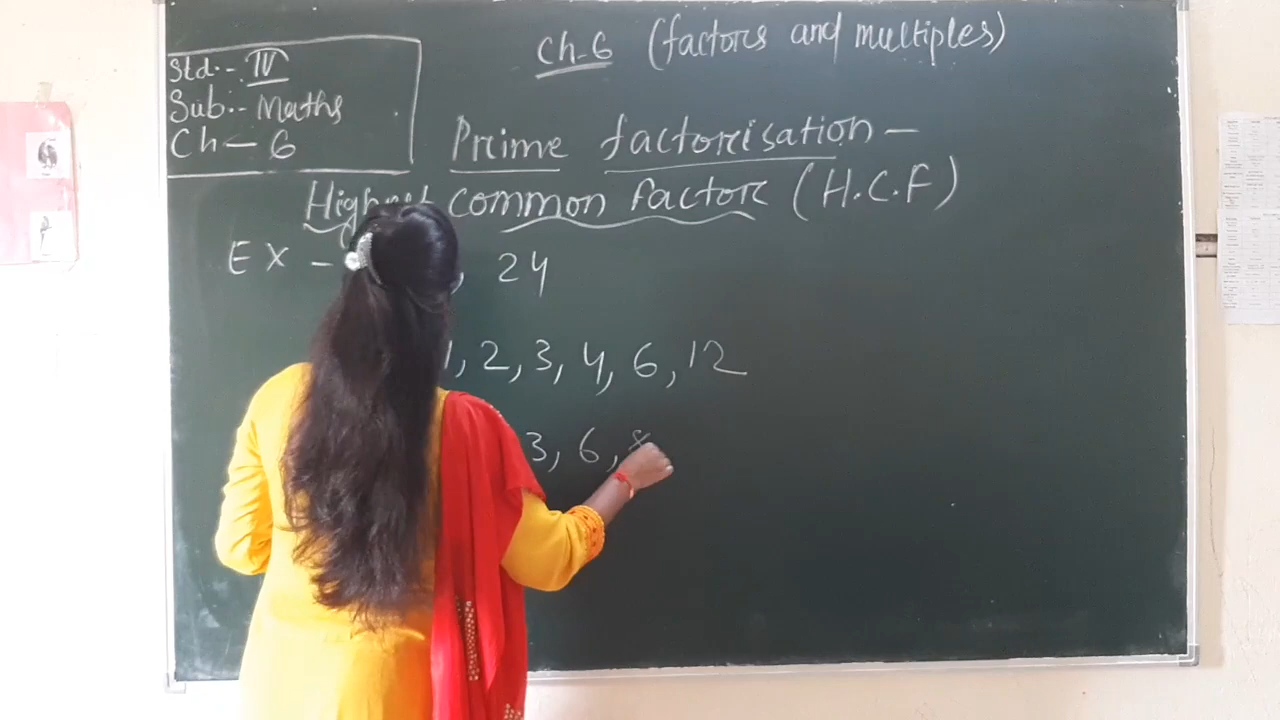 Ch-6 (factors and multiples)
Std.- IV
Sub.- Maths
Ch - 6
Prime factorisation -
Highest common factor (H.C.F)
EX - , 24
1, 2, 3, 4, 6, 12
3, 6, 8